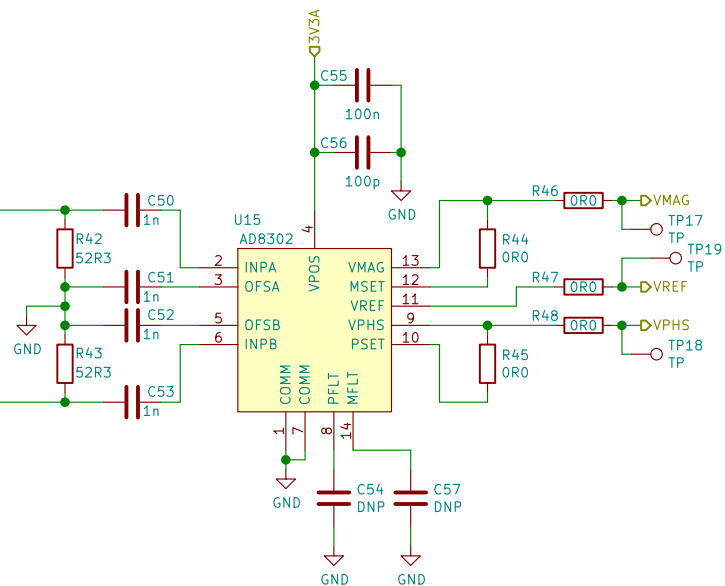 3V3A
C55
100n
C56
100p
GND
C50
1n
R42
52R3
C51
1n
C52
1n
GND
R43
52R3
C53
1n
U15
AD8302
4
VPOS
2
INPA
3
OFSA
5
OFSB
6
INPB
VMAG
13
MSET
12
VREF
11
VPHS
9
PSET
10
COMM
COMM
PFLT
MFLT
1
7
8
14
R46
0R0
VMAG
TP17
TP
R44
0R0
TP19
TP
R47
0R0
VREF
R48
0R0
VPHS
TP18
TP
R45
0R0
GND
C54
DNP
C57
DNP
GND
GND